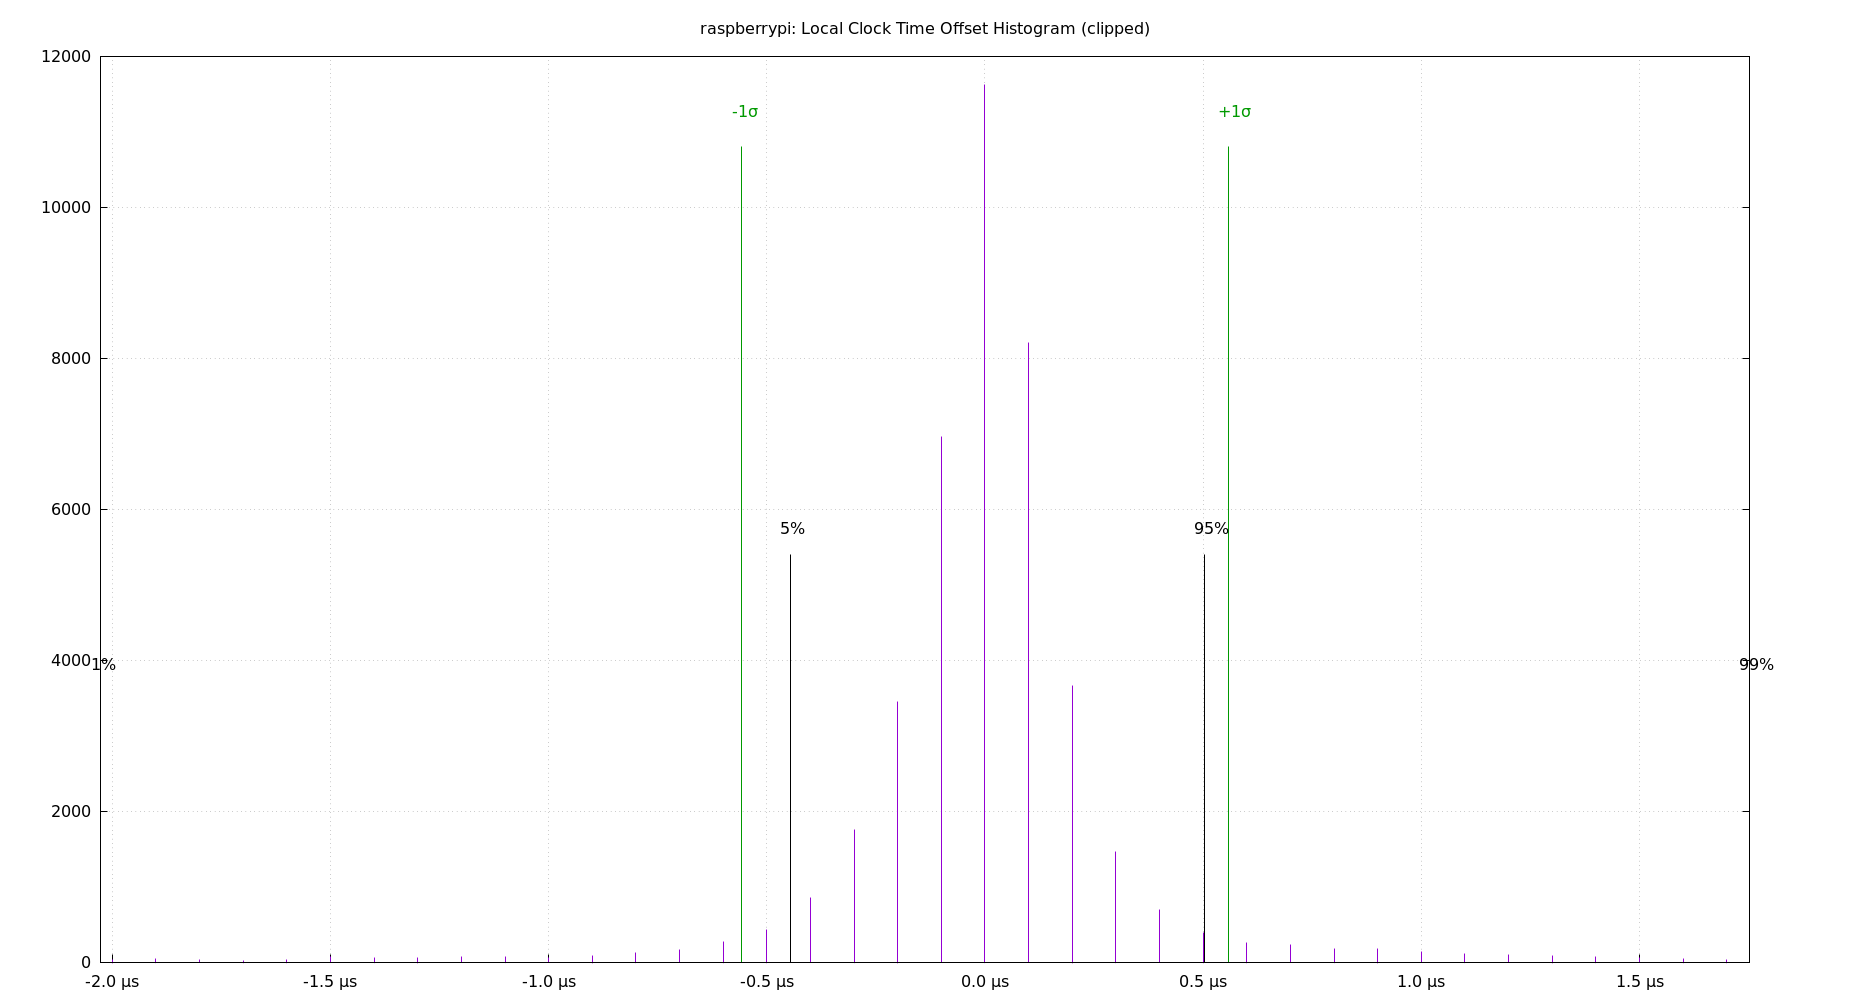 raspberrypi: Local Clock Time Offset Histogram (clipped)
12000
-1σ
+1σ
10000
8000
6000
5%
95%
4000
1%
99%
2000
0
-2.0 µs
-1.5 µs
-1.0 µs
-0.5 µs
0.0 µs
0.5 µs
1.0 µs
1.5 µs